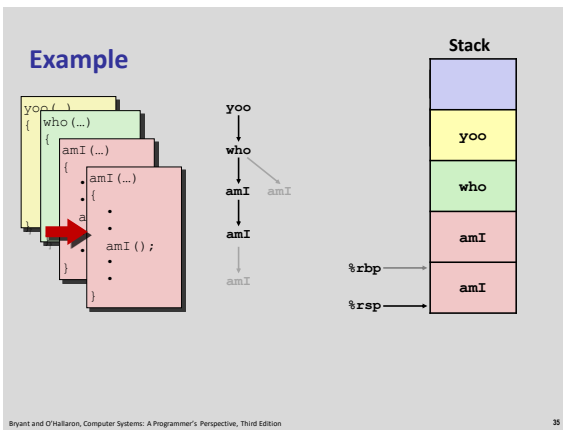 Example
Stack
yoo(…)
{
}
who(…)
{
}
amI(…)
{
•
•
a
•
}
amI(…)
{
•
•
amI();
•
•
}
yoo
who
amI amI
amI
amI
yoo
who
amI
amI
%rbp
%rsp
Bryant and O'Hallaron, Computer Systems: A Programmer's Perspective, Third Edition
35